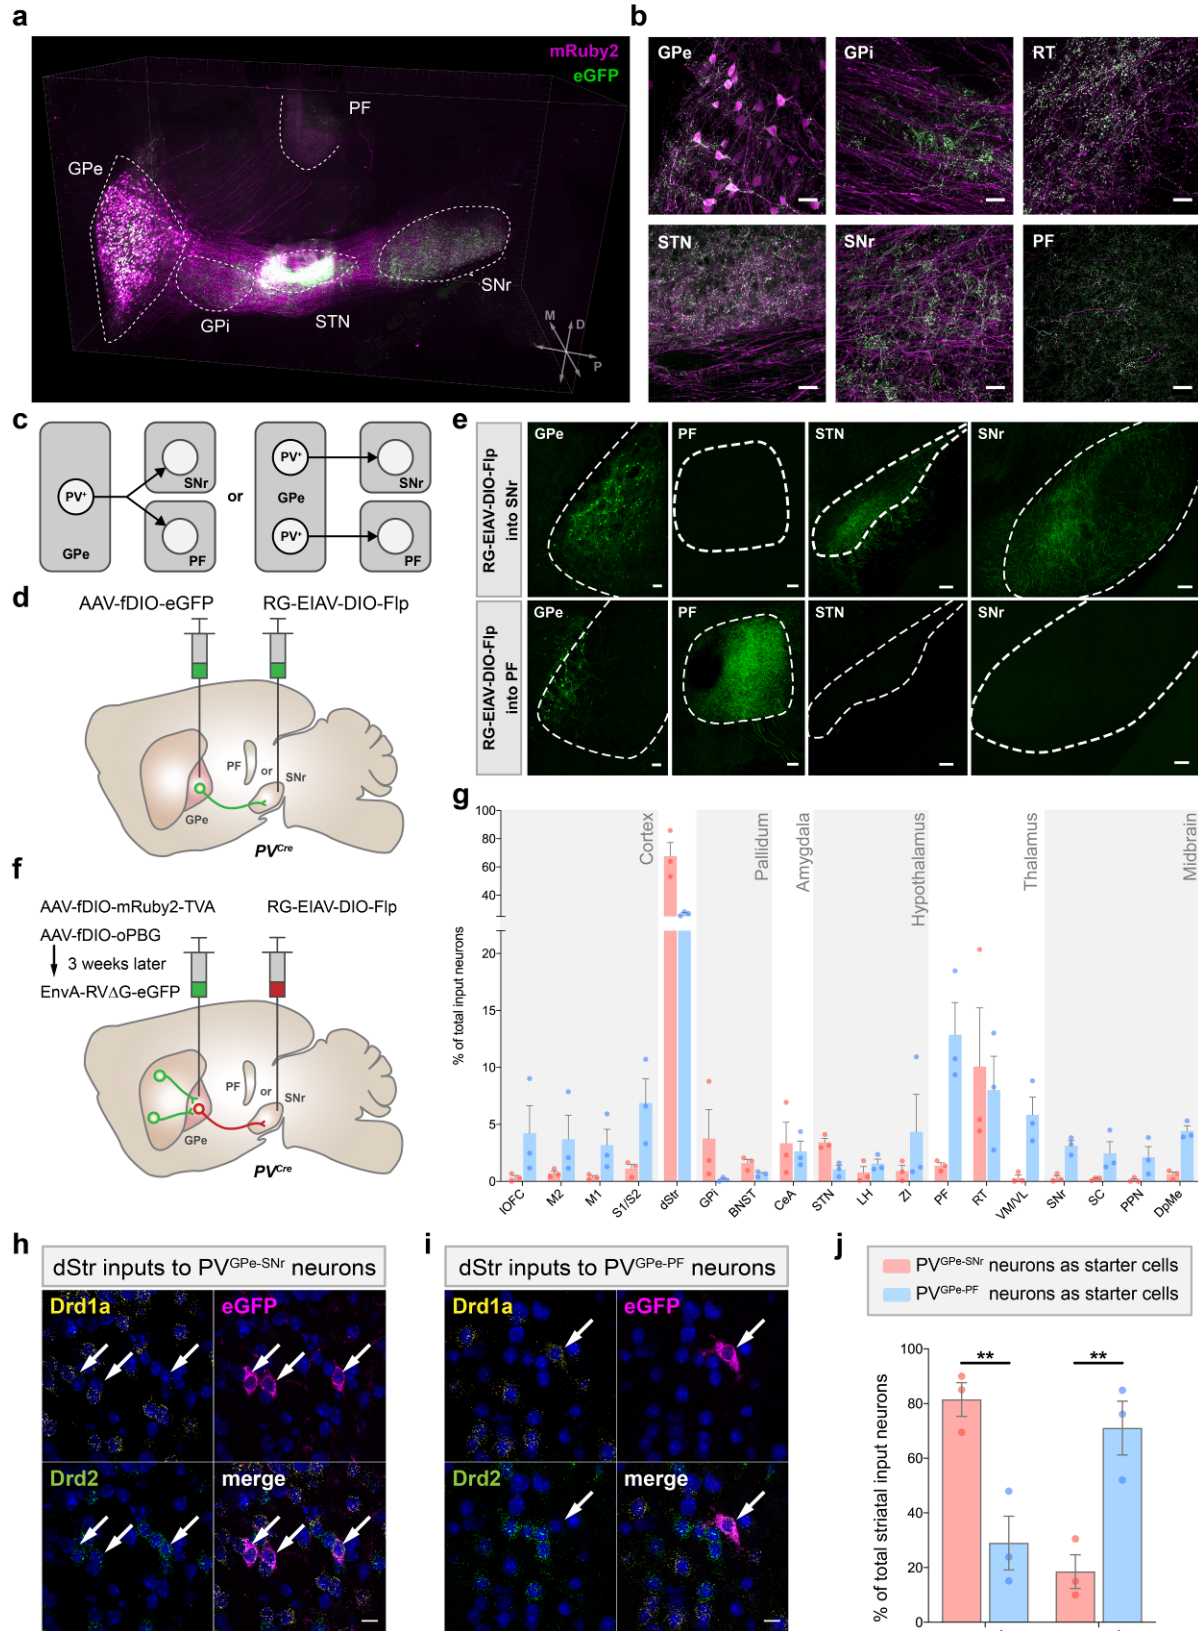 a
mRuby2
eGFP
PF
GPe
GPi
STN
SNr
M
D
P
b
GPe
GPi
RT
STN
SNr
PF
c
PV+
GPe
SNr
PF
or
PV+
GPe
PV+
SNr
PF
d
AAV-fDIO-eGFP
RG-EIAV-DIO-Flp
PF
or
SNr
GPe
PVCre
e
RG-EIAV-DIO-Flp
into SNr
GPe
PF
STN
SNr
RG-EIAV-DIO-Flp
into PF
GPe
PF
STN
SNr
f
AAV-fDIO-mRuby2-TVA
AAV-fDIO-oPBG
3 weeks later
EnvA-RVΔG-eGFP
RG-EIAV-DIO-Flp
PF
or
SNr
GPe
PVCre
g
% of total input neurons
100
80
60
40
20
15
10
5
0
Cortex
Pallidum
Amygdala
Hypothalamus
Thalamus
Midbrain
lOFC
M2
M1
S1/S2
dStr
GPi
BNST
CeA
STN
LH
ZI
PF
RT
VM/VL
SNr
SC
PPN
DpMe
h
dStr inputs to PVGPe-SNr neurons
Drd1a
eGFP
Drd2
merge
i
dStr inputs to PVGPe-PF neurons
Drd1a
eGFP
Drd2
merge
j
PVGPe-SNr neurons as starter cells
PVGPe-PF neurons as starter cells
% of total striatal input neurons
100
80
60
40
20
0
**
**